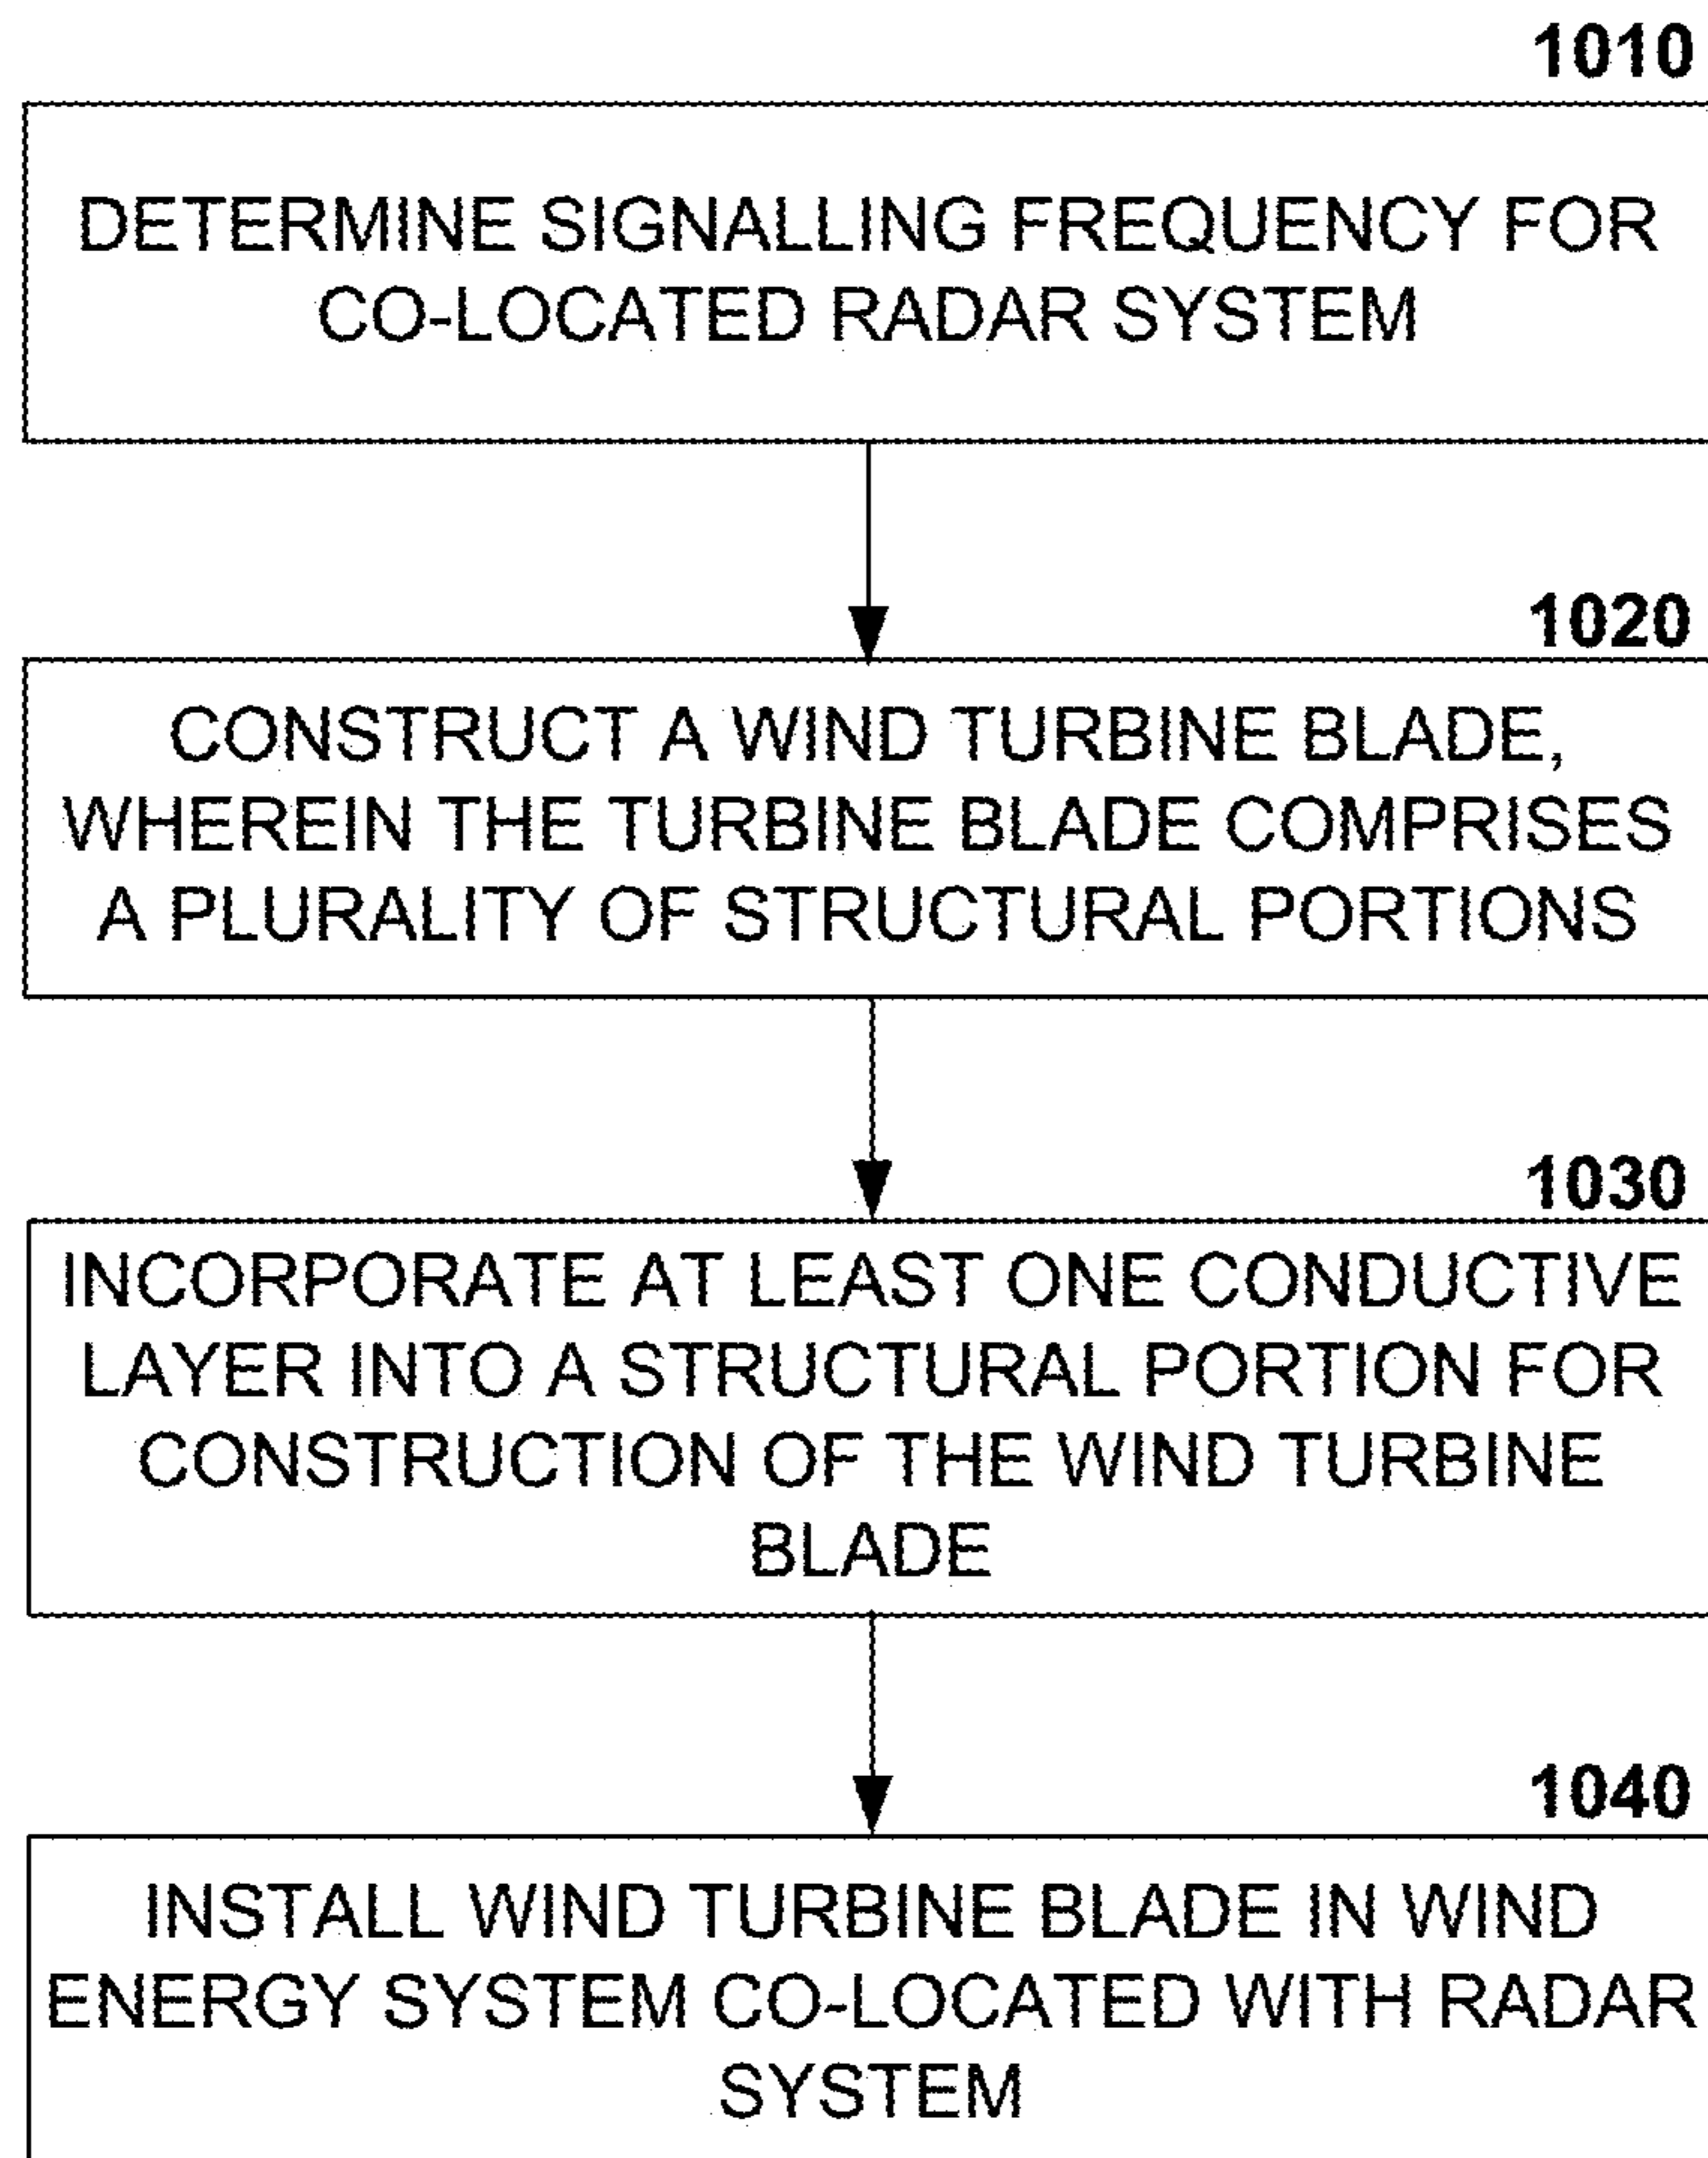 1010
DETERMINE SIGNALLING FREQUENCY FOR
CO-LOCATED RADAR SYSTEM
1020
CONSTRUCT A WIND TURBINE BLADE,
WHEREIN THE TURBINE BLADE COMPRISES
A PLURALITY OF STRUCTURAL PORTIONS
1030
INCORPORATE AT LEAST ONE CONDUCTIVE
LAYER INTO A STRUCTURAL PORTION FOR
CONSTRUCTION OF THE WIND TURBINE
BLADE
1040
INSTALL WIND TURBINE BLADE IN WIND
ENERGY SYSTEM CO-LOCATED WITH RADAR
SYSTEM